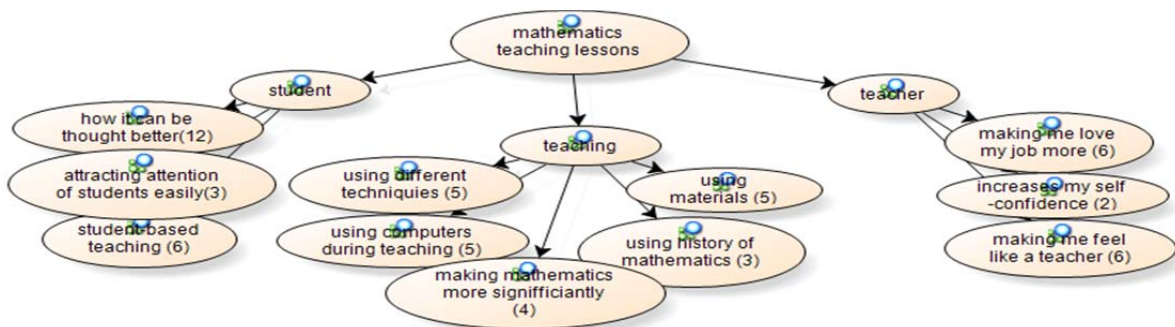 mathematics
teaching lessons
student
teacher
how it can be
thought better(12)
attracting attention
of students easily(3)
student-based
teaching (6)
teaching
using different
techniquies (5)
using computers
during teaching (5)
making mathematics
more signifficiantly
(4)
using history of
mathematics (3)
using
materials (5)
making me love
my job more (6)
increases my self
-confidence (2)
making me feel
like a teacher (6)